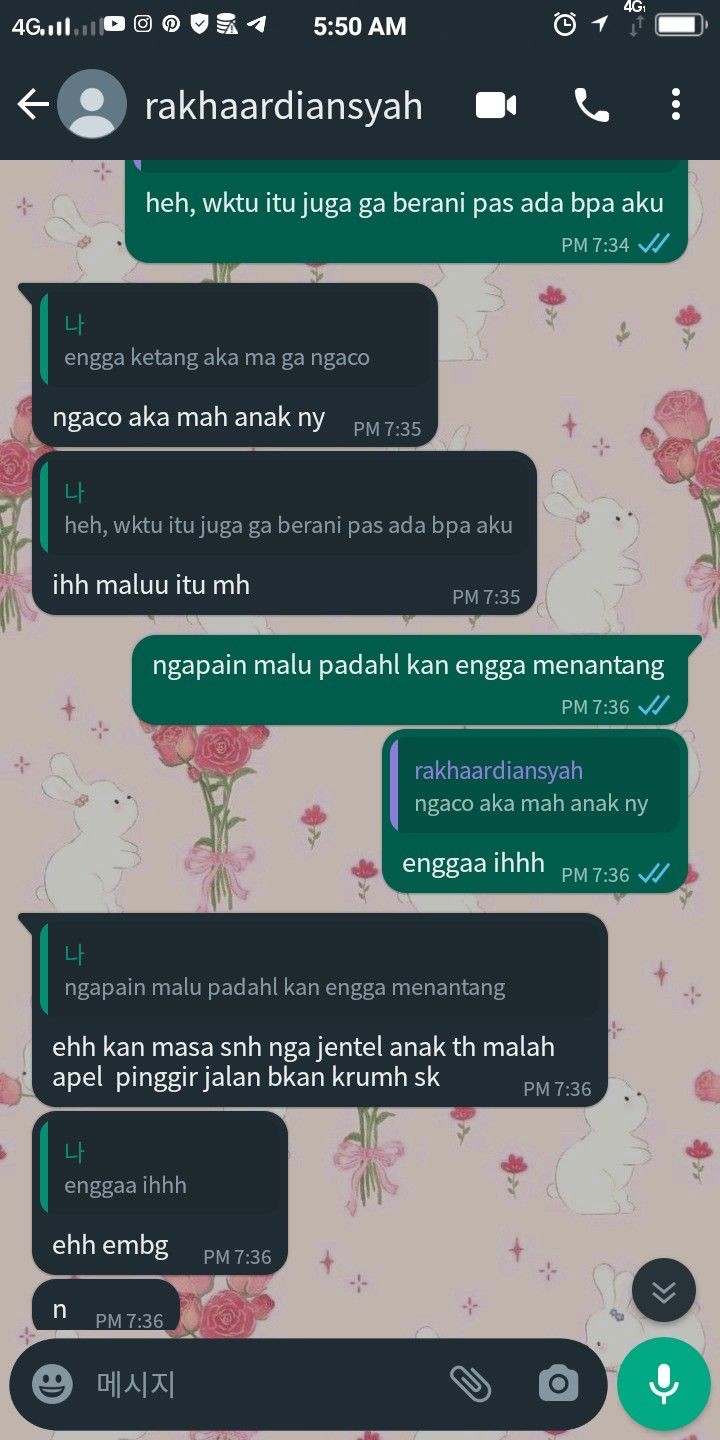 4G 5:50 AM 4G
rakhaardiansyah
heh, wktu itu juga ga berani pas ada bpa aku
PM 7:34
나
engga ketang aka ma ga ngaco
ngaco aka mah anak ny PM 7:35
나
heh, wktu itu juga ga berani pas ada bpa aku
ihh maluu itu mh PM 7:35
ngapain malu padahl kan engga menantang
PM 7:36
rakhaardiansyah
ngaco aka mah anak ny
enggaa ihhh PM 7:36
나
ngapain malu padahl kan engga menantang
ehh kan masa snh nga jentel anak th malah
apel pinggir jalan bkan krumh sk PM 7:36
나
enggaa ihhh
ehh embg PM 7:36
n PM 7:36
메시지